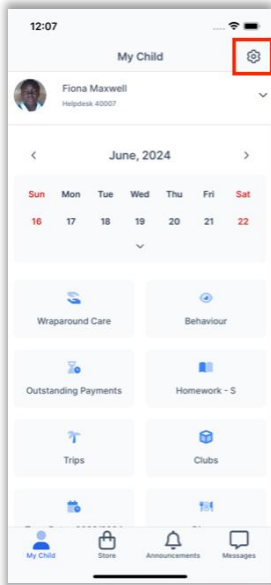 12:07
My Child
Fiona Maxwell
Helpdesk 40007
June, 2024
Sun Mon Tue Wed Thu Fri Sat
16 17 18 19 20 21 22
Wraparound Care
Behaviour
Outstanding Payments
Homework - S
Trips
Clubs
My Child
Store
Announcements
Messages